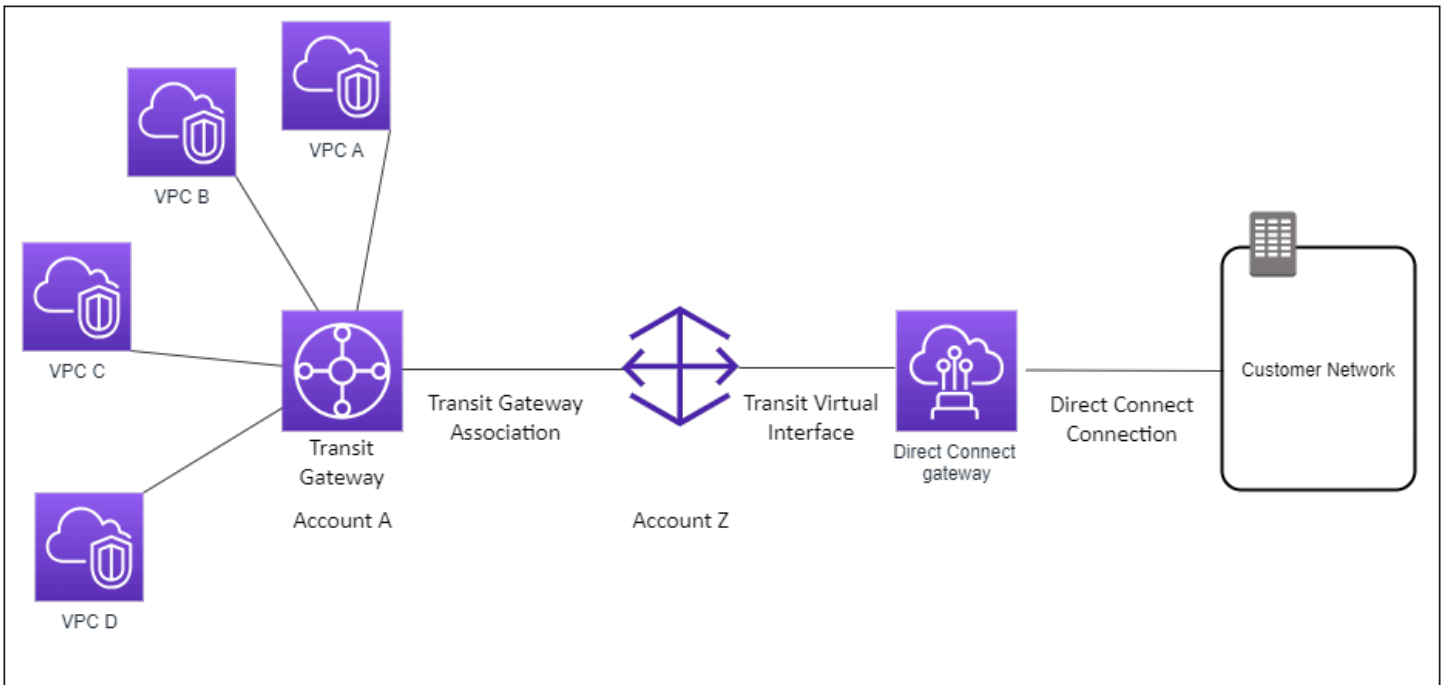 VPC A
VPC B
VPC C
VPC D
Transit
Gateway
Account A
Transit Gateway
Association
Account Z
Transit Virtual
Interface
Direct Connect
gateway
Direct Connect
Connection
Customer Network